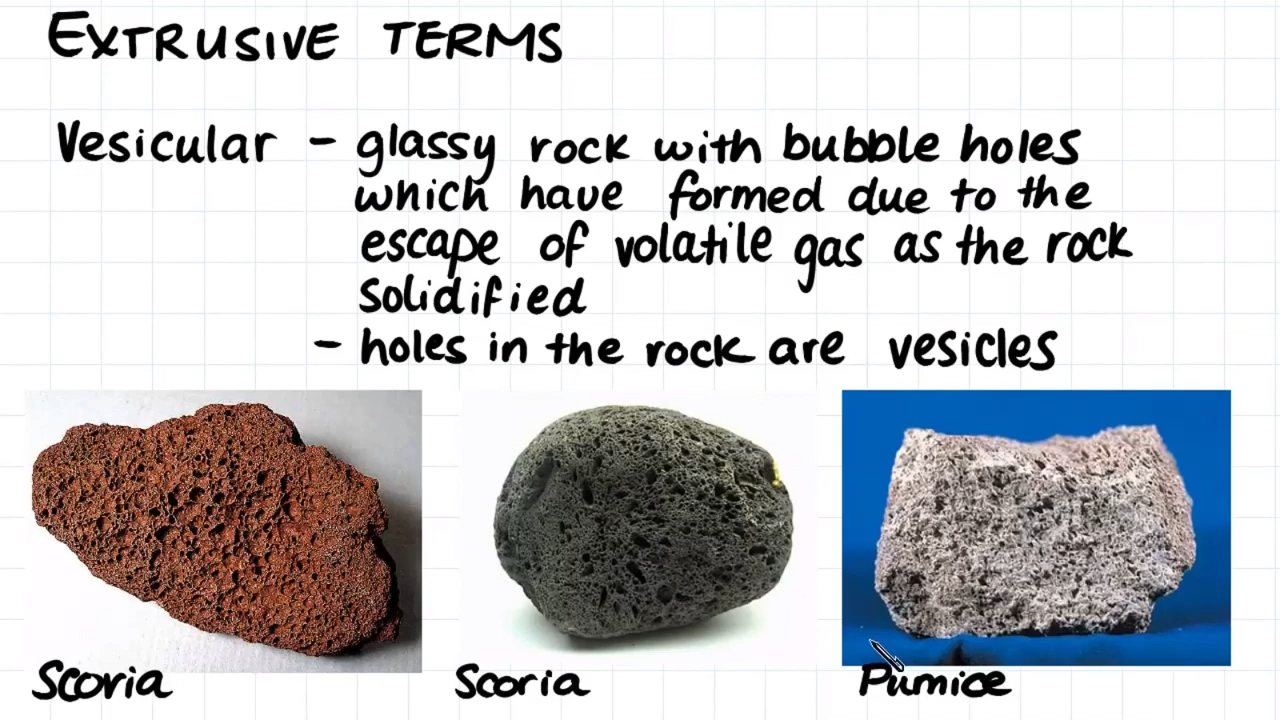 EXTRUSIVE TERMS
Vesicular - glassy rock with bubble holes
which have formed due to the
escape of volatile gas as the rock
solidified
- holes in the rock are vesicles
Scoria
Scoria
Pumice